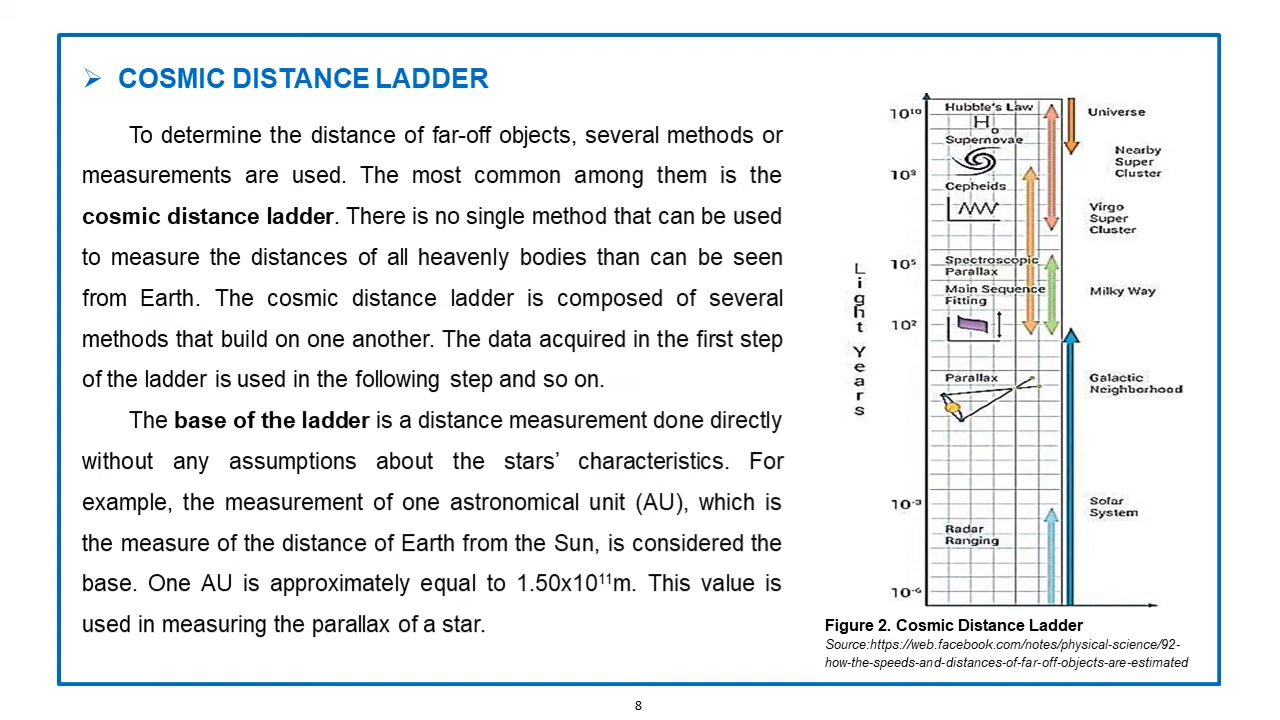 ➢ COSMIC DISTANCE LADDER
To determine the distance of far-off objects, several methods or
measurements are used. The most common among them is the
cosmic distance ladder. There is no single method that can be used
to measure the distances of all heavenly bodies than can be seen
from Earth. The cosmic distance ladder is composed of several
methods that build on one another. The data acquired in the first step
of the ladder is used in the following step and so on.
The base of the ladder is a distance measurement done directly
without any assumptions about the stars’ characteristics. For
example, the measurement of one astronomical unit (AU), which is
the measure of the distance of Earth from the Sun, is considered the
base. One AU is approximately equal to 1.50x10¹¹m. This value is
used in measuring the parallax of a star.
Light Years
10¹⁰
10⁵
10²
10⁻³
10⁻⁶
Hubble's Law
H₀
Supernovae
Cepheids
Spectroscopic
Parallax
Main Sequence
Fitting
Parallax
Radar
Ranging
Universe
Nearby
Super
Cluster
Virgo
Super
Cluster
Milky Way
Galactic
Neighborhood
Solar
System
Figure 2. Cosmic Distance Ladder
Source:https://web.facebook.com/notes/physical-science/92-
how-the-speeds-and-distances-of-far-off-objects-are-estimated
8